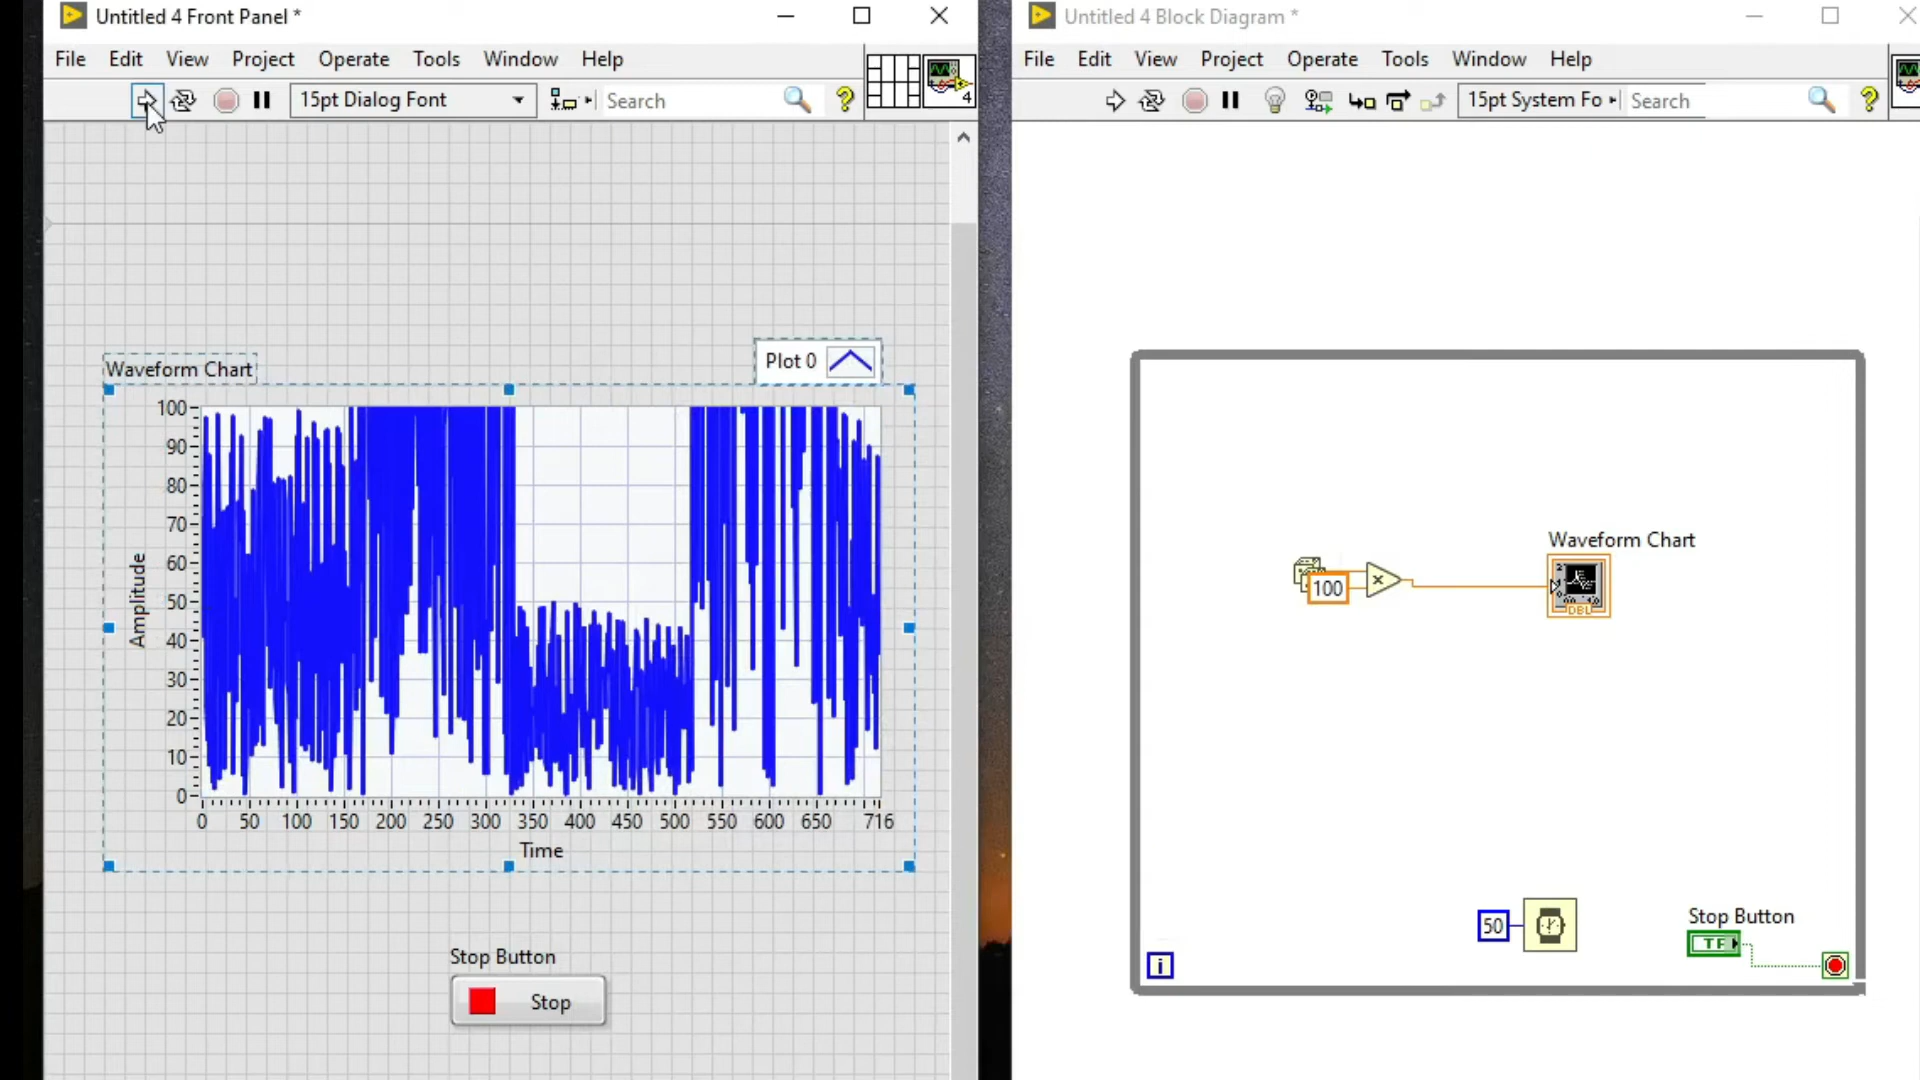 Untitled 4 Front Panel *
File Edit View Project Operate Tools Window Help
15pt Dialog Font
Search
?
4
Waveform Chart
Plot 0
100
90
80
70
60
50
40
30
20
10
0
Amplitude
0 50 100 150 200 250 300 350 400 450 500 550 600 650 716
Time
Stop Button
Stop
Untitled 4 Block Diagram *
File Edit View Project Operate Tools Window Help
15pt System Fo
Search
?
Waveform Chart
100
×
DBL
50
Stop Button
TF
i